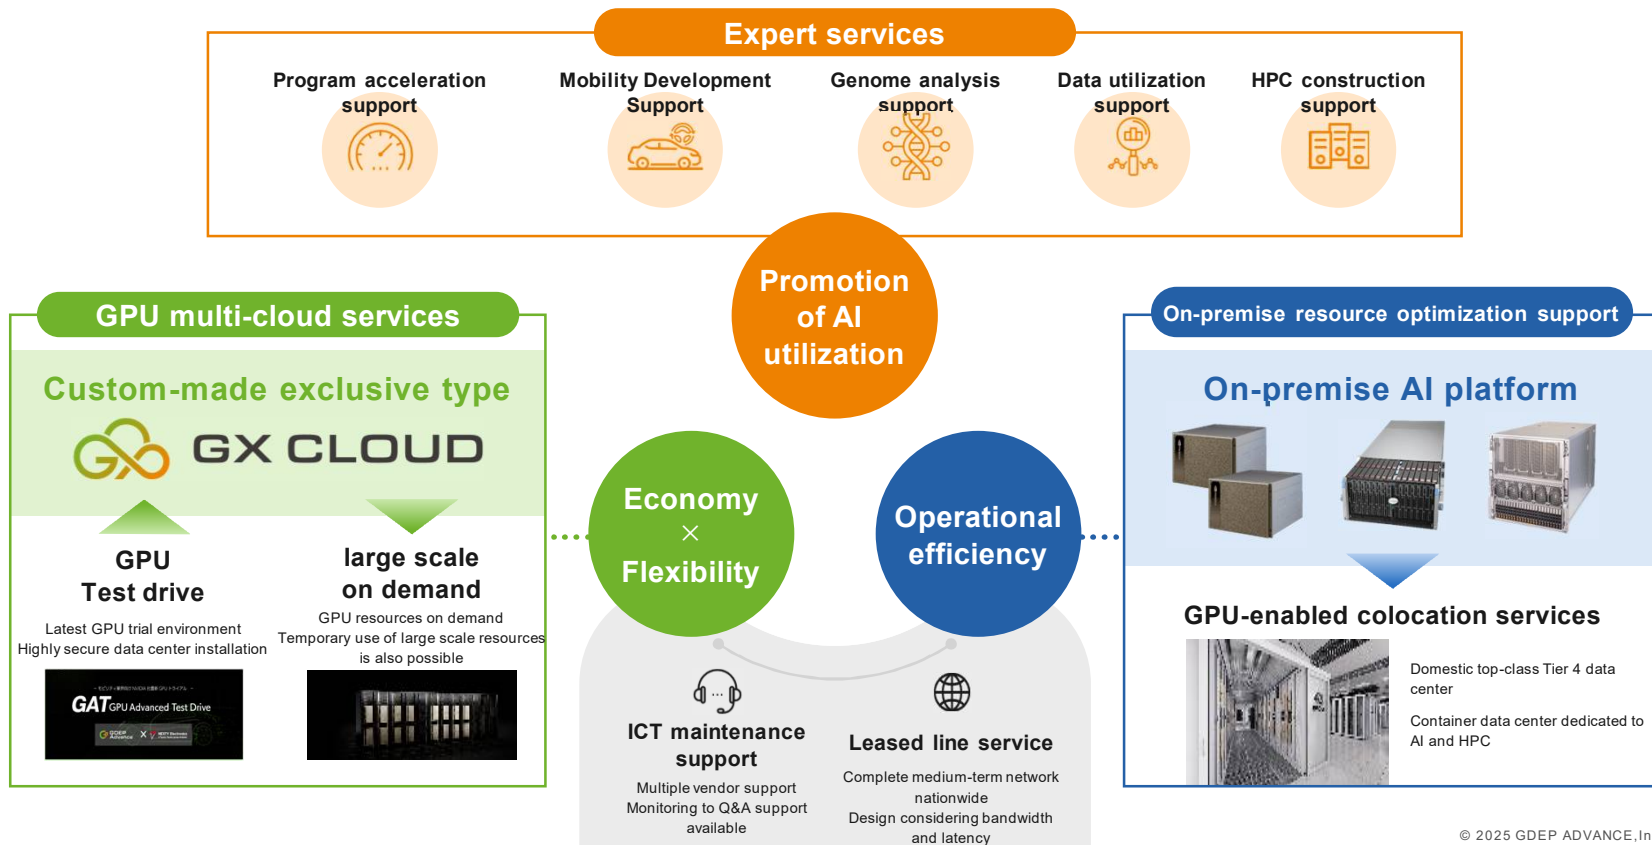 Expert services
Program acceleration
support
Mobility Development
Support
Genome analysis
support
Data utilization
support
HPC construction
support
Promotion
of AI
utilization
GPU multi-cloud services
Custom-made exclusive type
GX CLOUD
GPU
Test drive
Latest GPU trial environment
Highly secure data center installation
GAT GPU Advanced Test Drive
GDEP
Advance
X
large scale
on demand
GPU resources on demand
Temporary use of large scale resources
is also possible
Economy
×
Flexibility
Operational
efficiency
ICT maintenance
support
Multiple vendor support
Monitoring to Q&A support
available
Leased line service
Complete medium-term network
nationwide
Design considering bandwidth
and latency
On-premise resource optimization support
On-premise AI platform
GPU-enabled colocation services
Domestic top-class Tier 4 data
center
Container data center dedicated to
AI and HPC
© 2025 GDEP ADVANCE,In